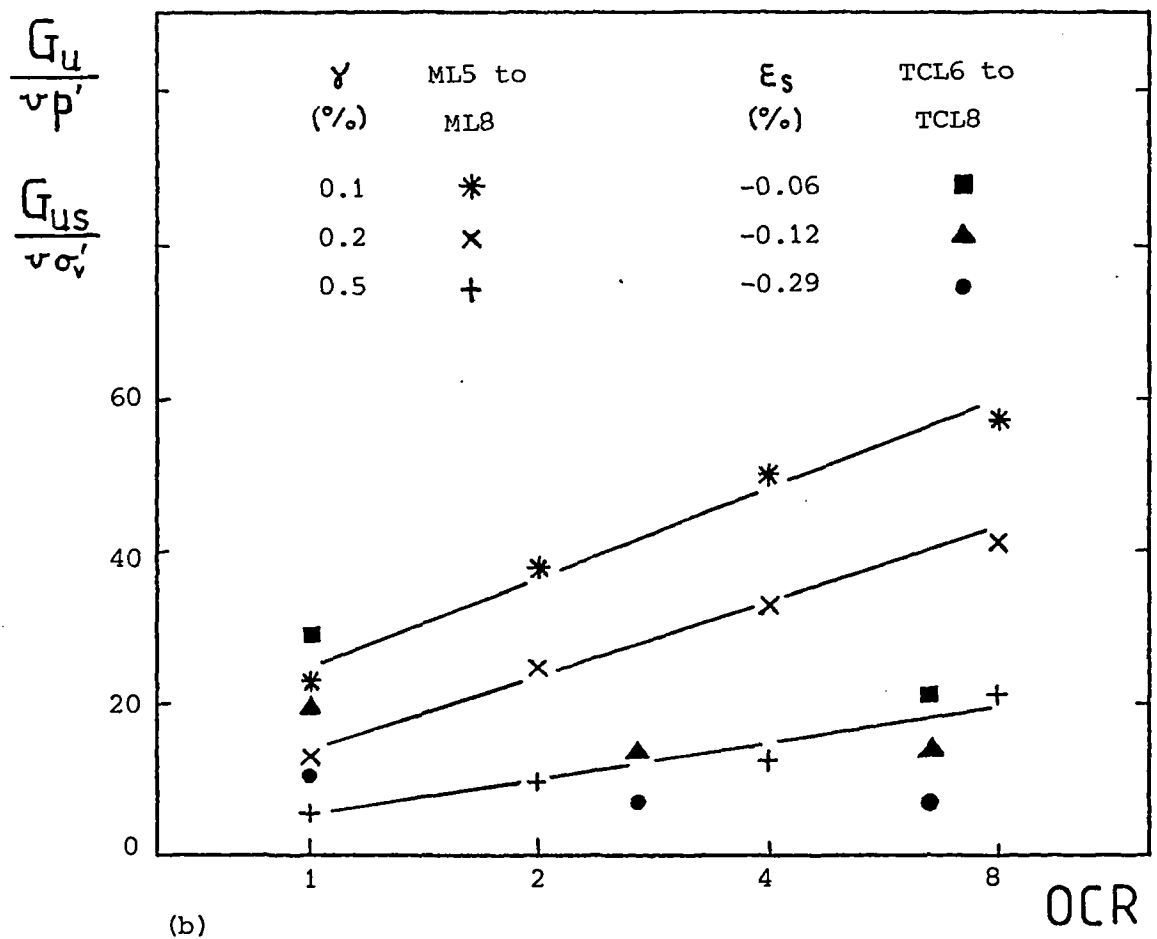 Gu
vp'
Gus
vσv'
γ ML5 to εs TCL6 to
(%) ML8 (%) TCL8
0.1 -0.06
0.2 -0.12
0.5 -0.29
60
40
20
0
1 2 4 8
OCR
(b)